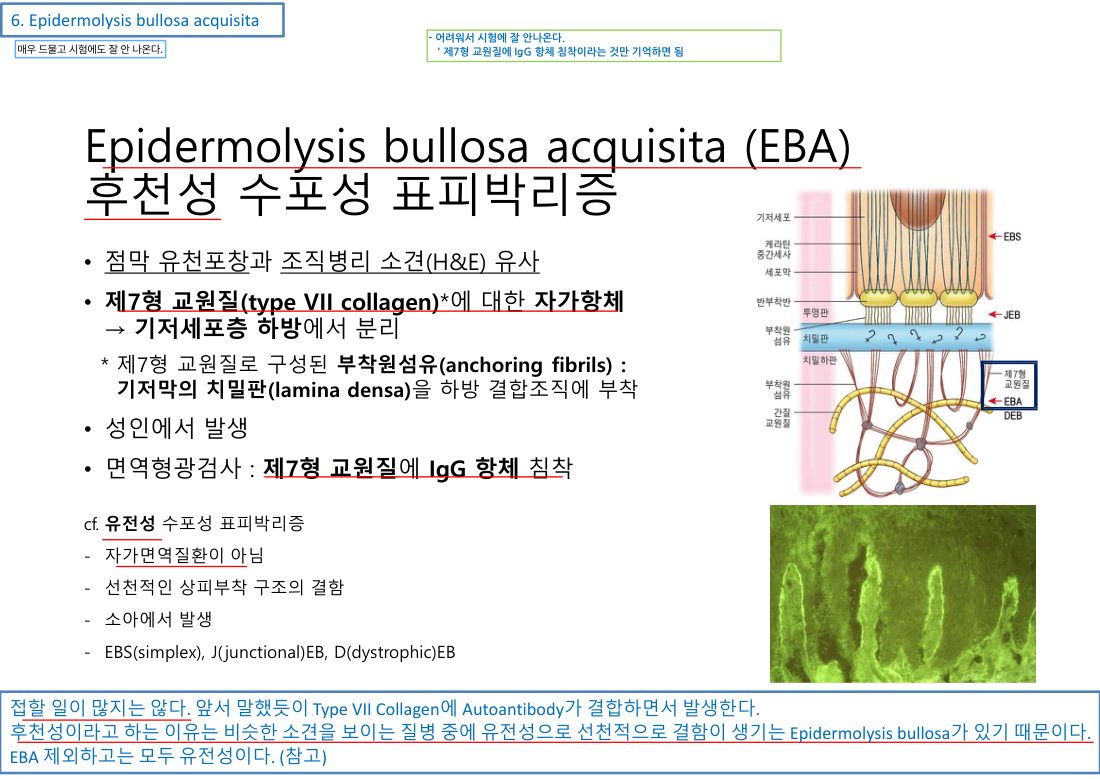 6. Epidermolysis bullosa acquisita
매우 드물고 시험에도 잘 안 나온다.
- 어려워서 시험에 잘 안나온다.
' 제7형 교원질에 IgG 항체 침착이라는 것만 기억하면 됨
Epidermolysis bullosa acquisita (EBA)
후천성 수포성 표피박리증
• 점막 유천포창과 조직병리 소견(H&E) 유사
• 제7형 교원질(type VII collagen)*에 대한 자가항체
→ 기저세포층 하방에서 분리
* 제7형 교원질로 구성된 부착원섬유(anchoring fibrils) :
기저막의 치밀판(lamina densa)을 하방 결합조직에 부착
• 성인에서 발생
• 면역형광검사 : 제7형 교원질에 IgG 항체 침착
cf. 유전성 수포성 표피박리증
- 자가면역질환이 아님
- 선천적인 상피부착 구조의 결함
- 소아에서 발생
- EBS(simplex), J(junctional)EB, D(dystrophic)EB
기저세포
케라틴
중간세사
세포막
반부착반
투명판
부착원
섬유
치밀판
치밀하판
부착원
섬유
간질
교원질
EBS
JEB
제7형
교원질
EBA
DEB
접할 일이 많지는 않다. 앞서 말했듯이 Type VII Collagen에 Autoantibody가 결합하면서 발생한다.
후천성이라고 하는 이유는 비슷한 소견을 보이는 질병 중에 유전성으로 선천적으로 결함이 생기는 Epidermolysis bullosa가 있기 때문이다.
EBA 제외하고는 모두 유전성이다. (참고)